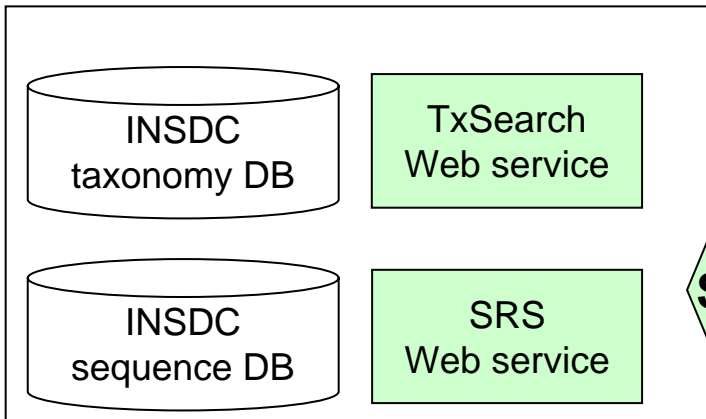 INSDC
taxonomy DB
TxSearch
Web service
INSDC
sequence DB
SRS
Web service